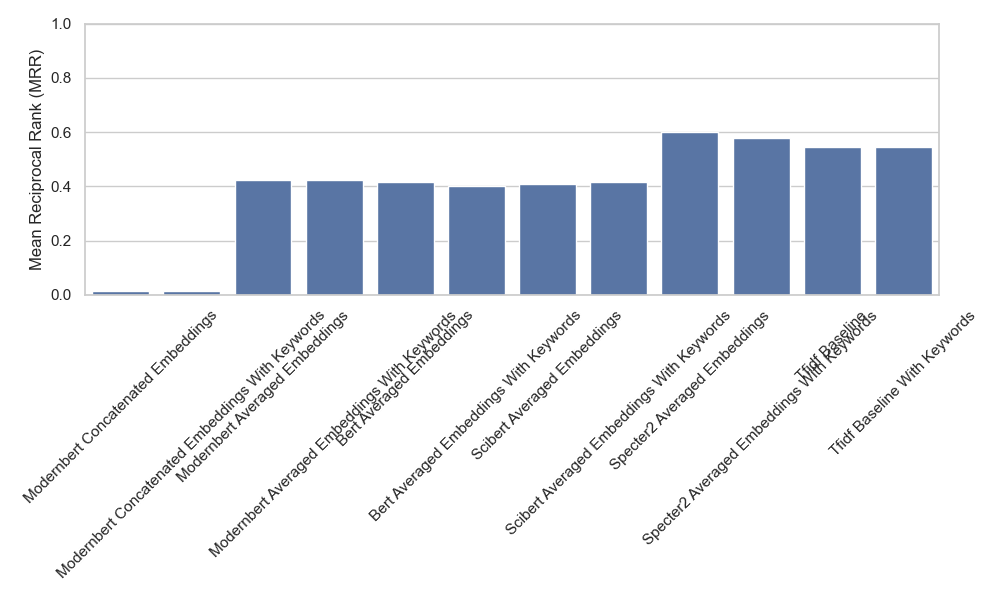 Mean Reciprocal Rank (MRR)
1.0
0.8
0.6
0.4
0.2
0.0
Modernbert Concatenated Embeddings
Modernbert Concatenated Embeddings With Keywords
Modernbert Averaged Embeddings
Modernbert Averaged Embeddings With Keywords
Bert Averaged Embeddings
Bert Averaged Embeddings With Keywords
Scibert Averaged Embeddings
Scibert Averaged Embeddings With Keywords
Specter2 Averaged Embeddings
Specter2 Averaged Embeddings With Keywords
Tfidf Baseline
Tfidf Baseline With Keywords